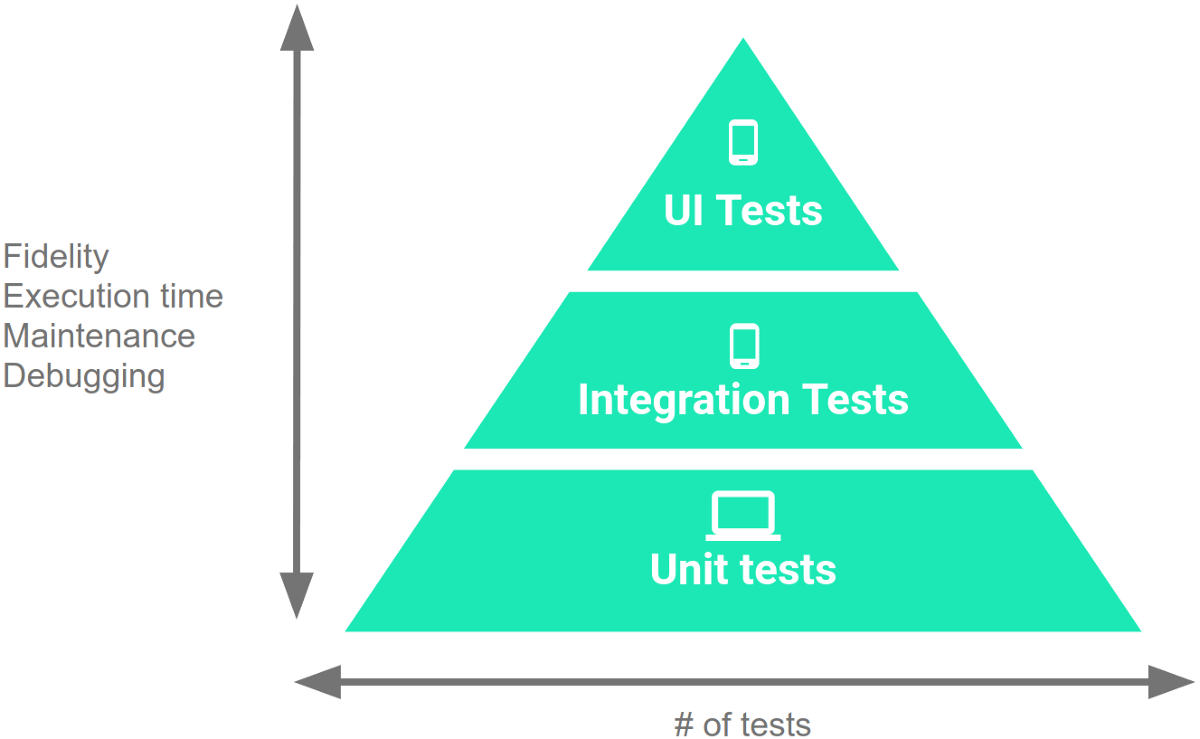 UI Tests
Fidelity
Execution time
Maintenance
Debugging
Integration Tests
Unit tests
# of tests